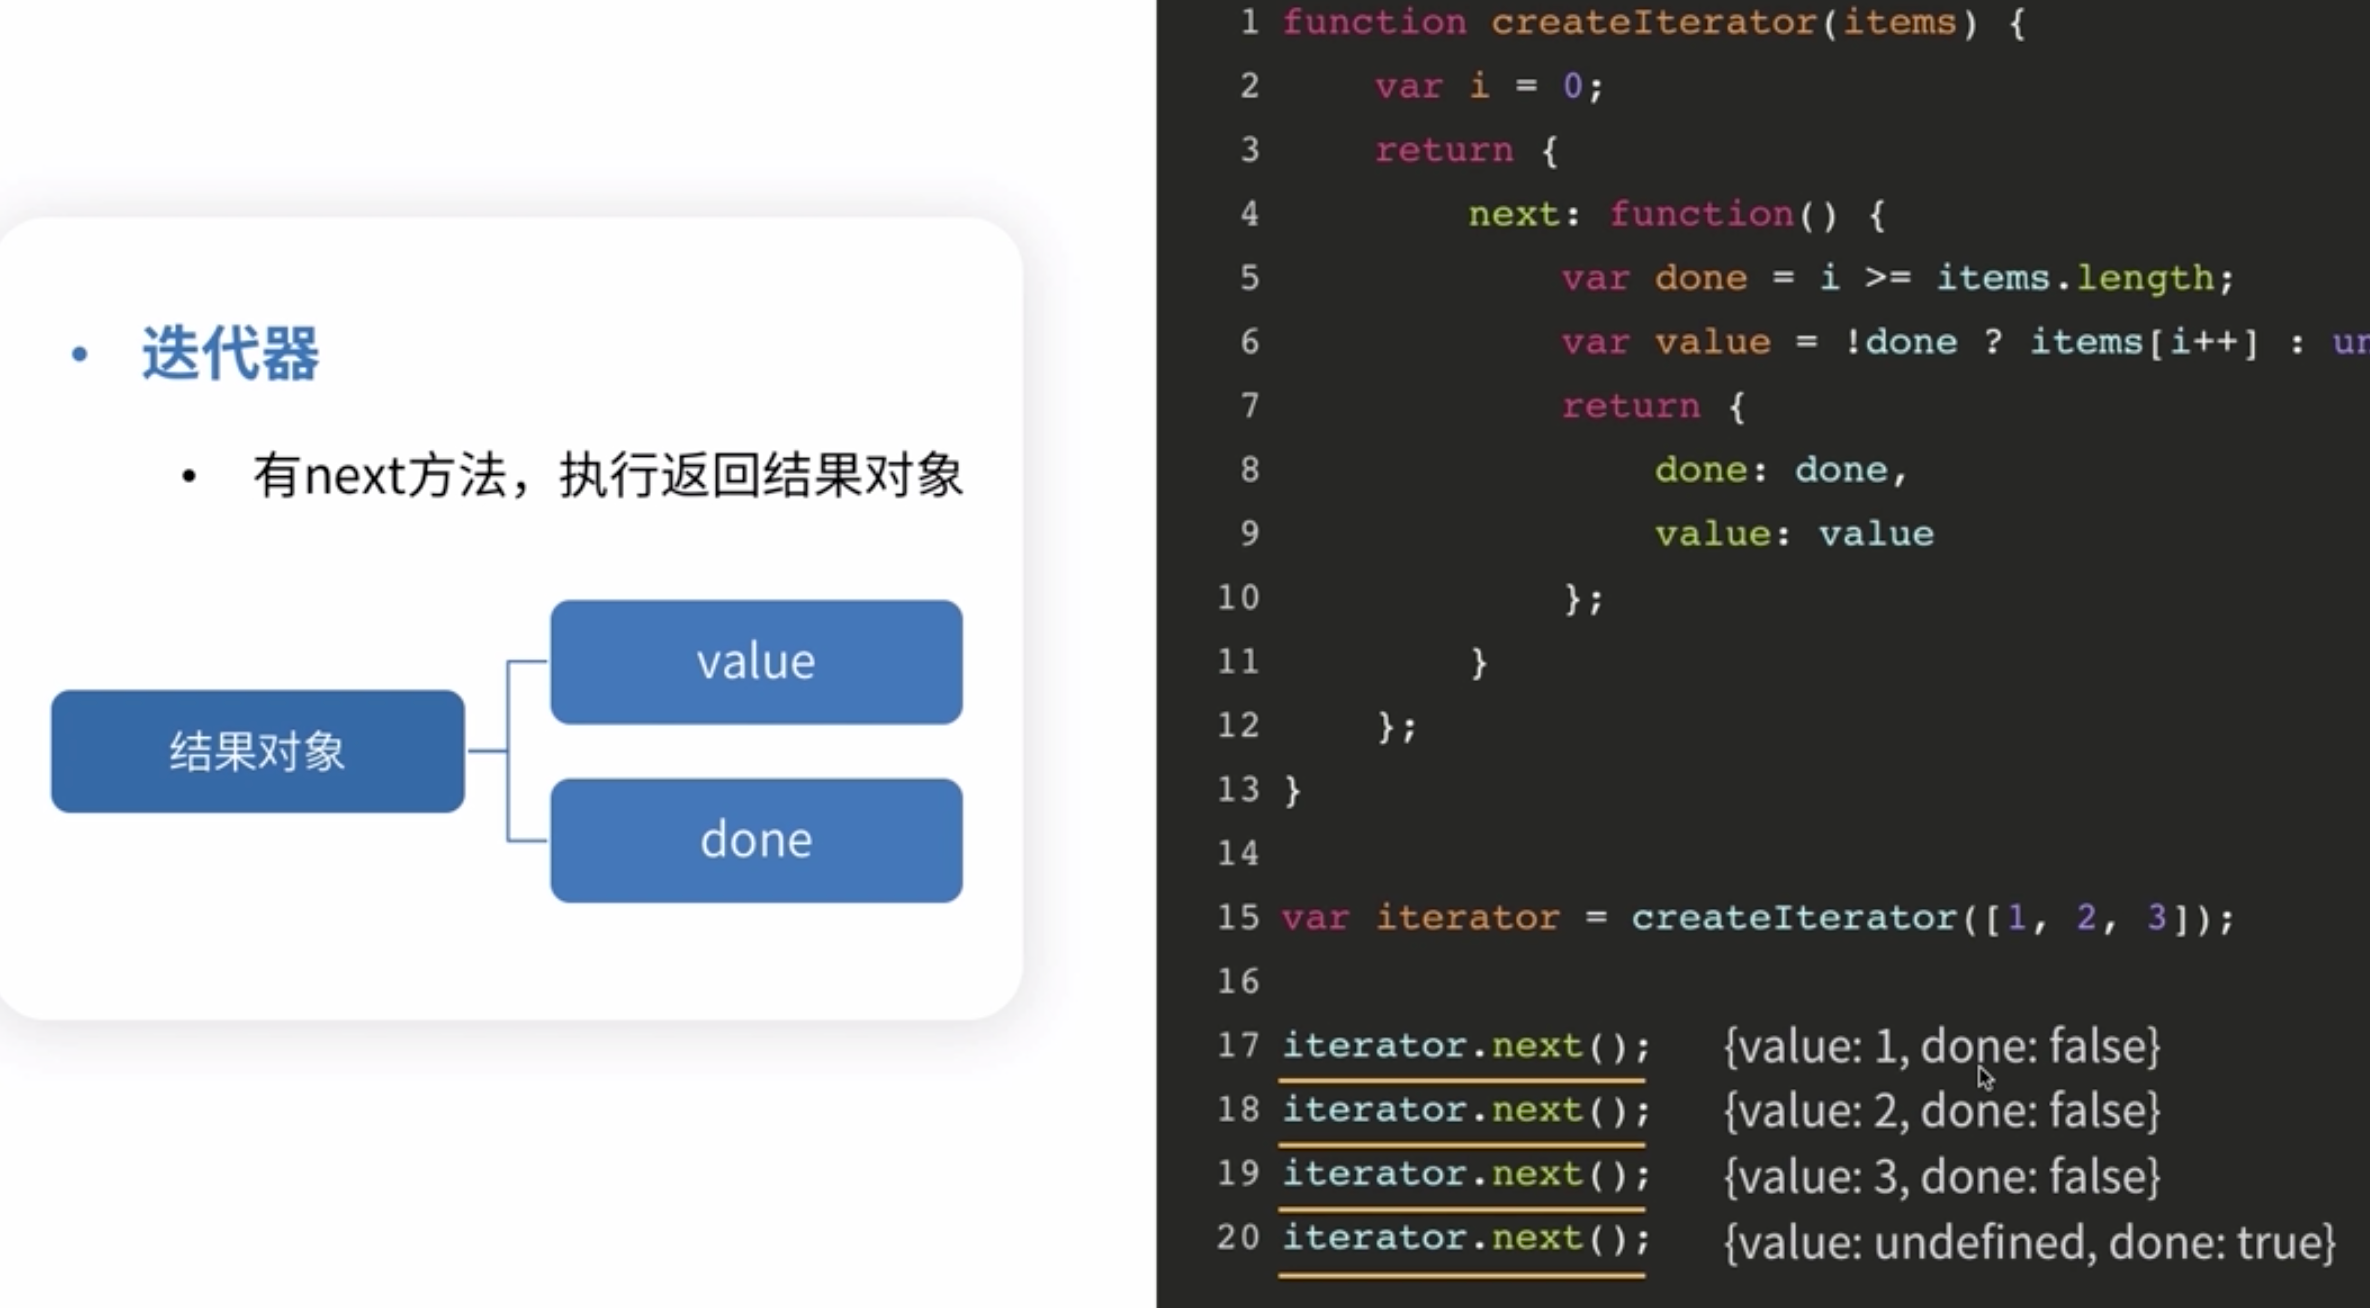 • 迭代器
• 有next方法，执行返回结果对象
结果对象
value
done
1 function createIterator(items) {
2     var i = 0;
3     return {
4         next: function() {
5             var done = i >= items.length;
6             var value = !done ? items[i++] : un
7             return {
8                 done: done,
9                 value: value
10             };
11         }
12     };
13 }
14
15 var iterator = createIterator([1, 2, 3]);
16
17 iterator.next(); {value: 1, done: false}
18 iterator.next(); {value: 2, done: false}
19 iterator.next(); {value: 3, done: false}
20 iterator.next(); {value: undefined, done: true}